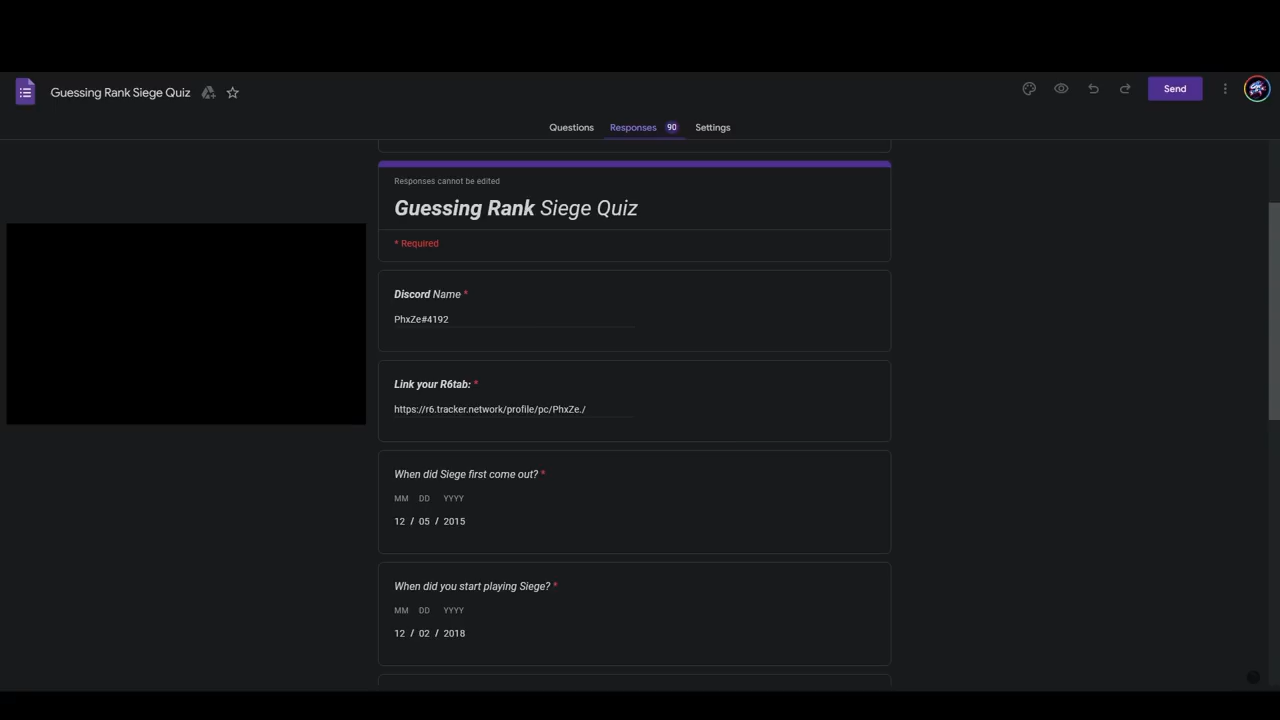 Guessing Rank Siege Quiz
Send
Questions Responses 90 Settings
Responses cannot be edited
Guessing Rank Siege Quiz
* Required
Discord Name *
PhxZe#4192
Link your R6tab: *
https://r6.tracker.network/profile/pc/PhxZe./
When did Siege first come out? *
MM DD YYYY
12 / 05 / 2015
When did you start playing Siege? *
MM DD YYYY
12 / 02 / 2018